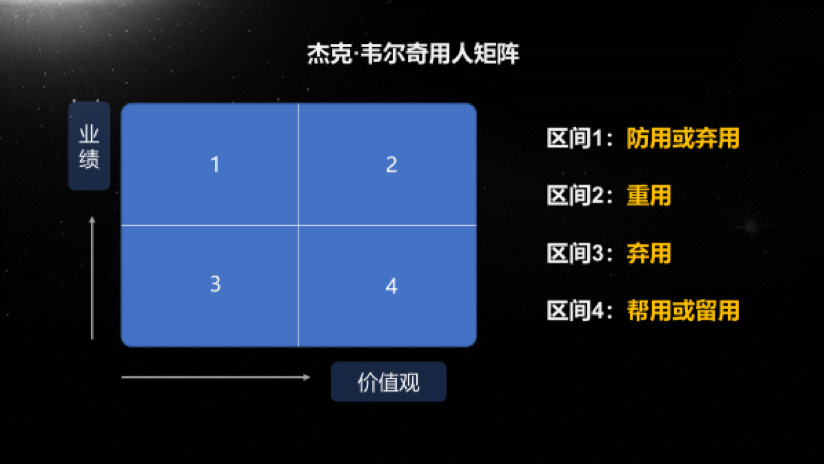 杰克·韦尔奇用人矩阵
业
绩
1
2
3
4
价值观
区间1：防用或弃用
区间2：重用
区间3：弃用
区间4：帮用或留用